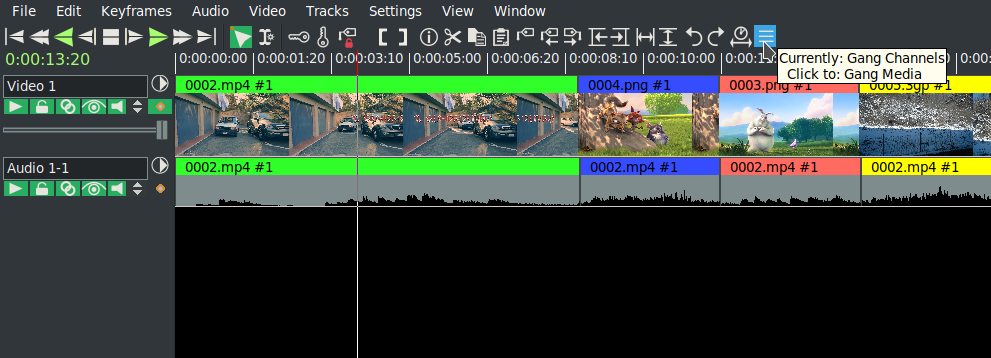 File Edit Keyframes Audio Video Tracks Settings View Window
0:00:13:20
0:00:00:00 0:00:01:20 0:00:03:10 0:00:05:00 0:00:06:20 0:00:08:10 0:00:10:00
Currently: Gang Channels
Click to: Gang Media
Video 1
0002.mp4 #1 0004.png #1 0003.png #1 0005.3gp #1
Audio 1-1
0002.mp4 #1 0002.mp4 #1 0002.mp4 #1 0002.mp4 #1